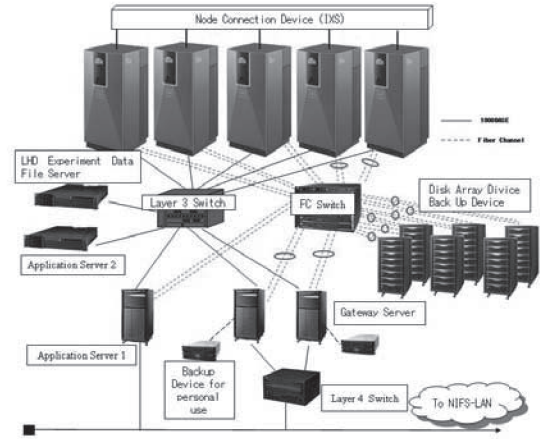 Node Connection Device (IXS)
1000BASE
Fiber Channel
LHD Experiment Data
File Server
Layer 3 Switch
FC Switch
Disk Array Divice
Back Up Device
Application Server 2
Gateway Server
Application Server 1
Backup
Device for
personal
use
Layer 4 Switch
To NIFS-LAN